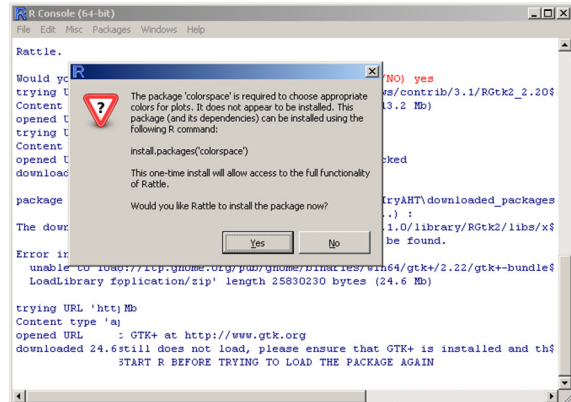 R Console (64-bit)
File Edit Misc Packages Windows Help
Rattle.
Would yo
/NO) yes
trying U
ws/contrib/3.1/RGtk2_2.20$
Content
13.2 Mb)
opened U
trying U
Content
opened U
cked
download
package
IryAHT\downloaded_packages
..) :
The down
.1.0/library/RGtk2/libs/x$
be found.
Error in
The package 'colorspace' is required to choose appropriate
colors for plots. It does not appear to be installed. This
package (and its dependencies) can be installed using the
following R command:
install.packages('colorspace')
This one-time install will allow access to the full functionality
of Rattle.
Would you like Rattle to install the package now?
Yes No
LoadLibrary foplication/zip' length 25830230 bytes (24.6 Mb)
trying URL 'http Mb
Content type 'ap
opened URL : GTK+ at http://www.gtk.org
downloaded 24.6still does not load, please ensure that GTK+ is installed and th$
START R BEFORE TRYING TO LOAD THE PACKAGE AGAIN